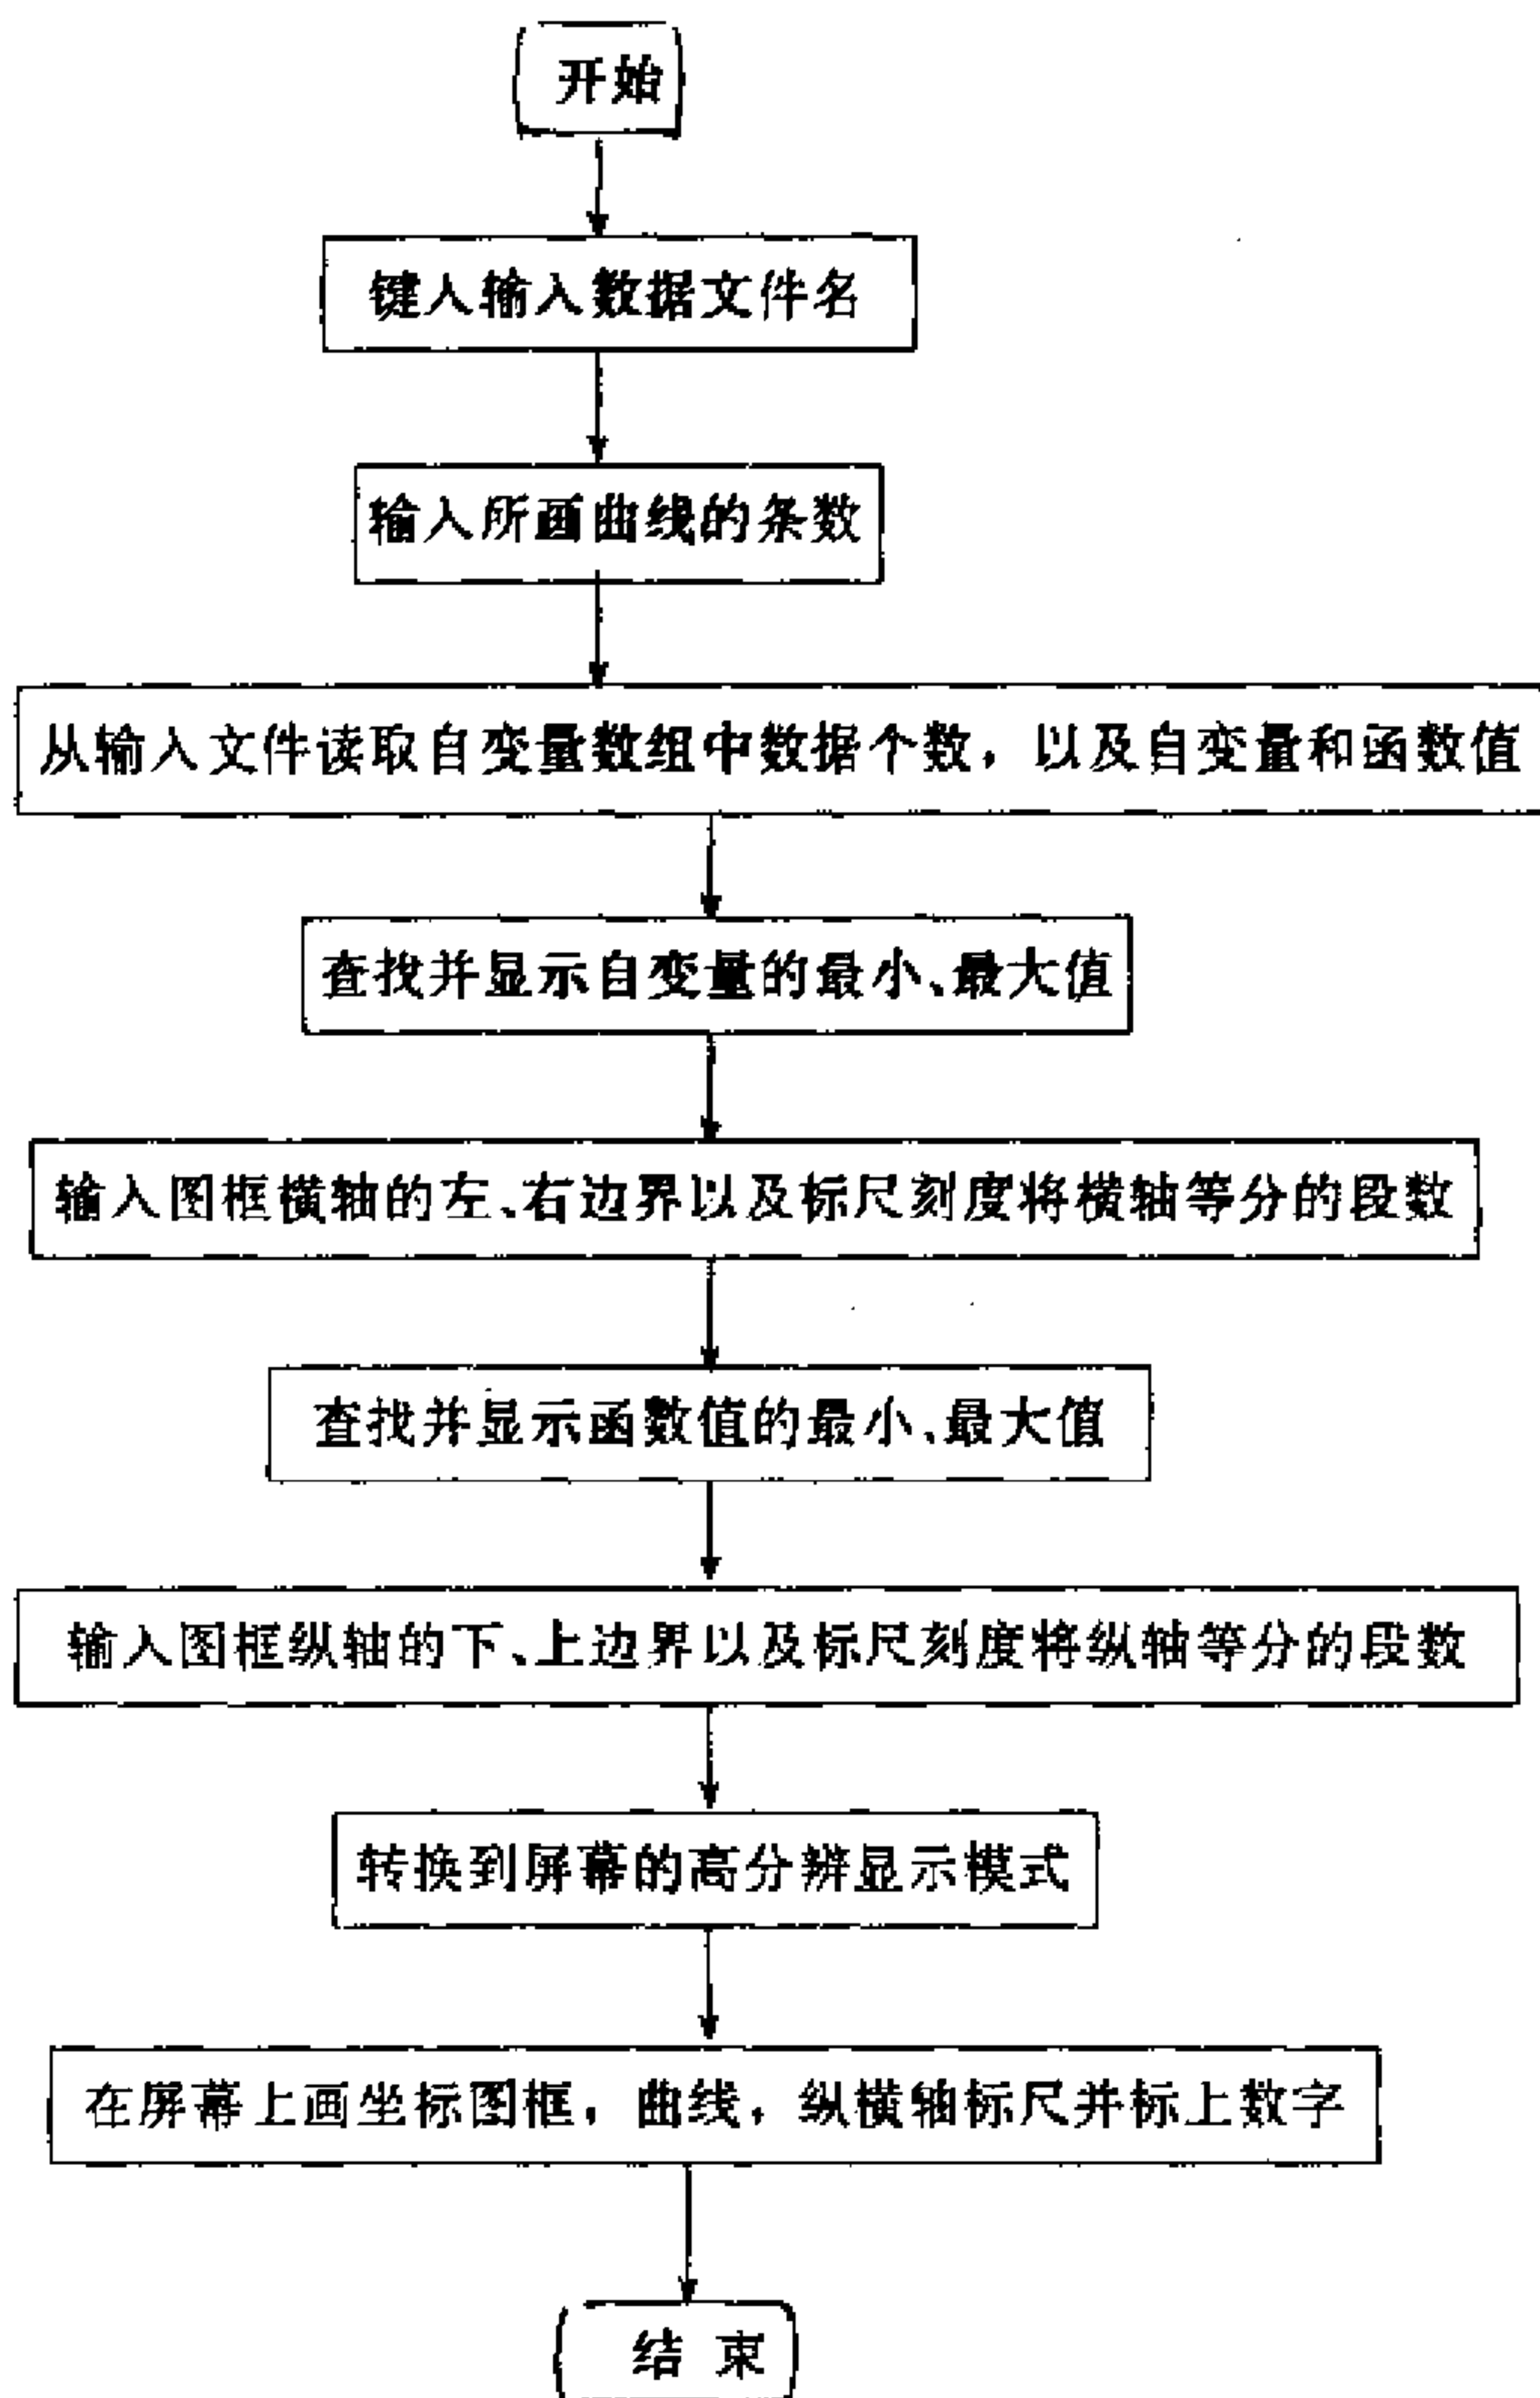 开始
键入输入数据文件名
输入所画曲线的条数
从输入文件读取自变量数组中数据个数，以及自变量和函数值
查找并显示自变量的最小、最大值
输入图框横轴的左、右边界以及标尺刻度将横轴等分的段数
查找并显示函数值的最小、最大值
输入图框纵轴的下、上边界以及标尺刻度将纵轴等分的段数
转换到屏幕的高分辨显示模式
在屏幕上画坐标图框，曲线，纵横轴标尺并标上数字
结束